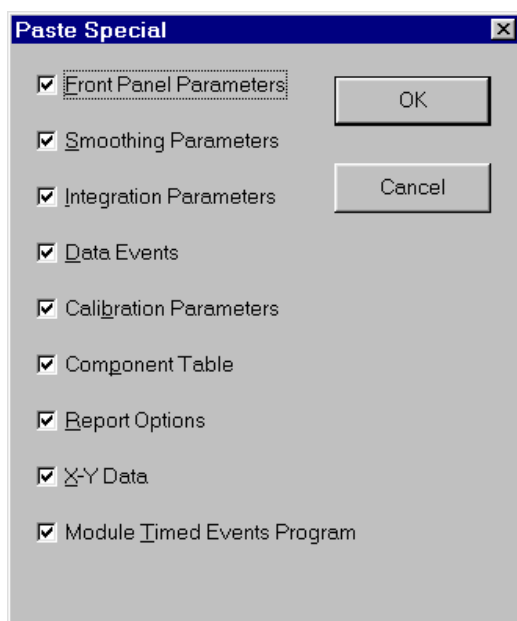 Paste Special
Front Panel Parameters
OK
Smoothing Parameters
Integration Parameters
Cancel
Data Events
Calibration Parameters
Component Table
Report Options
X-Y Data
Module Timed Events Program